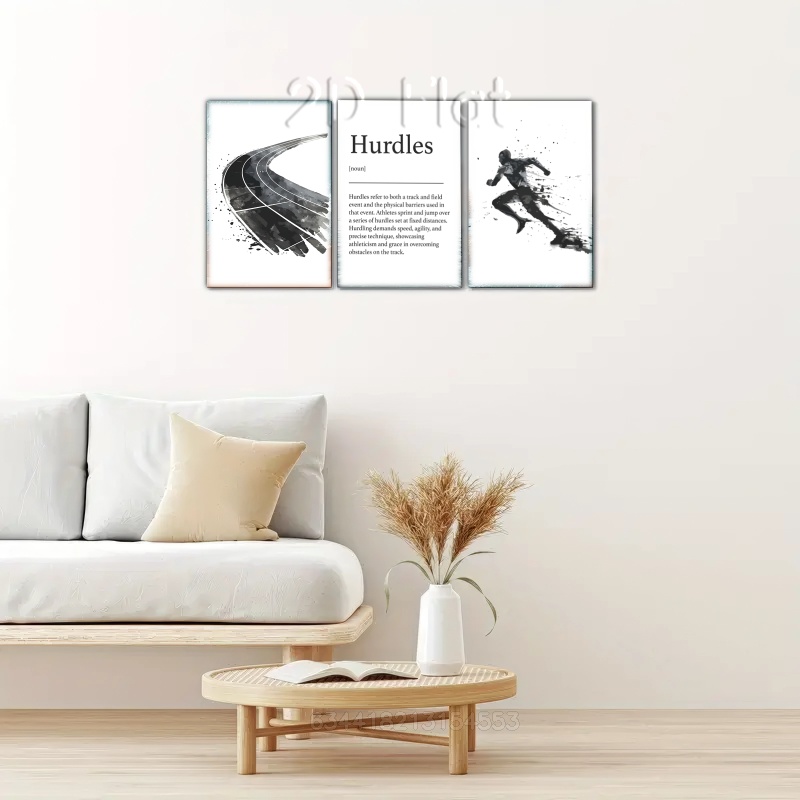 2D Flat
Hurdles
[noun]
Hurdles refer to both a track and field
event and the physical barriers used in
that event. Athletes sprint and jump over
a series of hurdles set at fixed distances.
Hurdling demands speed, agility, and
precise technique, showcasing
athleticism and grace in overcoming
obstacles on the track.